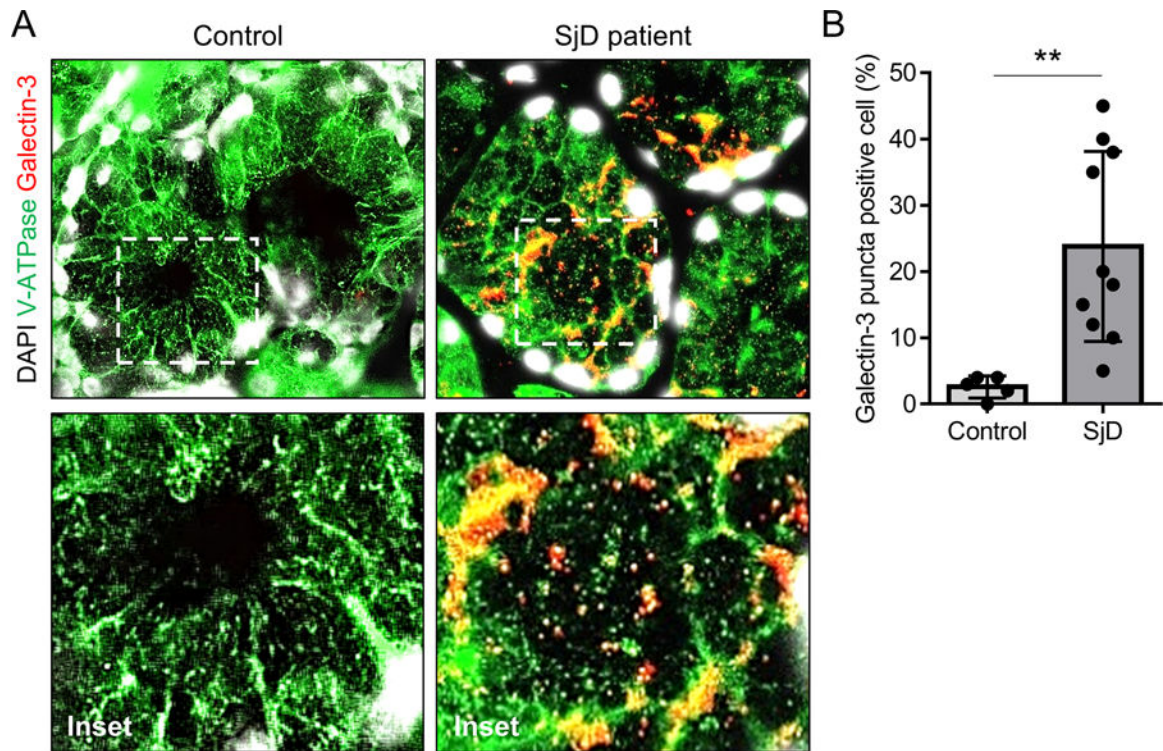 A
Control
SjD patient
DAPI V-ATPase Galectin-3
Inset
Inset
B
**
Galectin-3 puncta positive cell (%)
50
40
30
20
10
0
Control
SjD